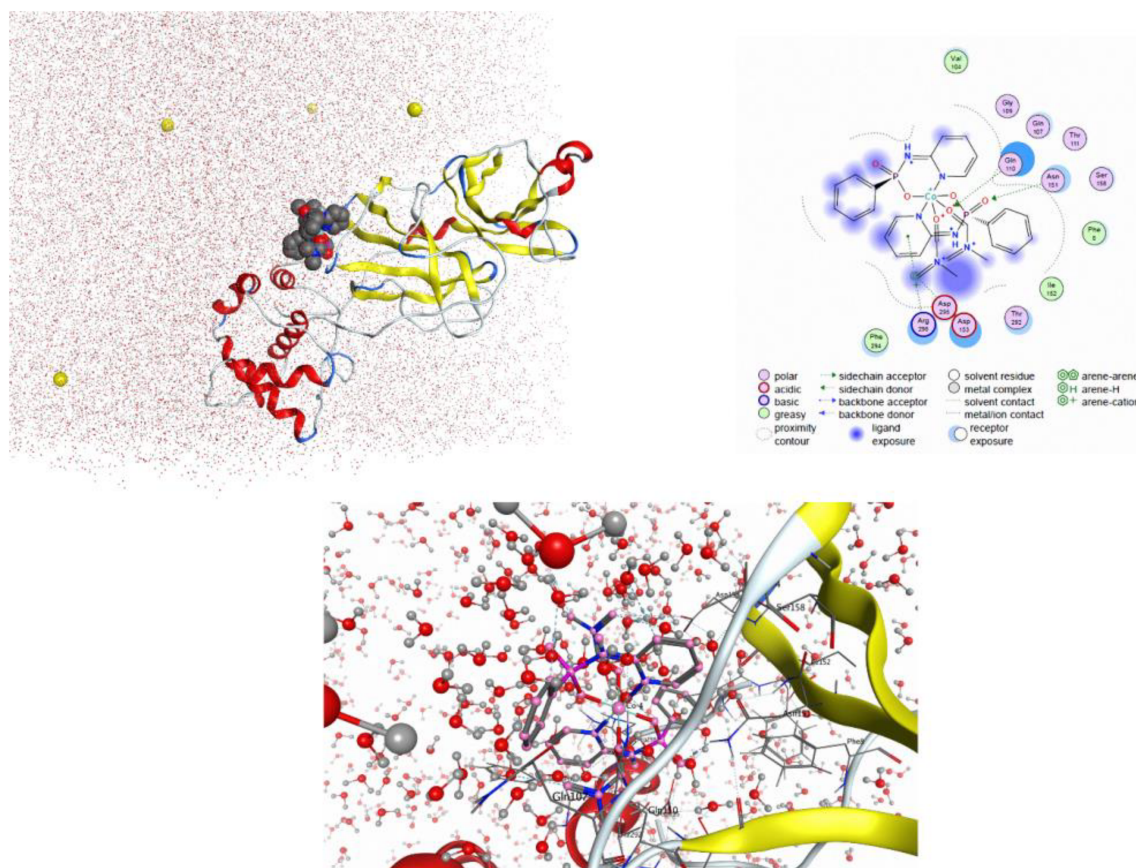 Val
104
Gly
109
Gln
107
Thr
111
Gln
110
Asn
151
Ser
158
Phe
8
Ile
152
Asp
295
Arg
298
Asp
153
Thr
292
Phe
294
H
O
N
P
N
O
Co
O
O
P
O
N
O
N
H
N
N
polar sidechain acceptor solvent residue arene-arene
acidic sidechain donor metal complex H arene-H
basic backbone acceptor solvent contact + arene-cation
greasy backbone donor metal/ion contact
proximity contour ligand exposure receptor exposure
Ser158
Phe8
Gln107